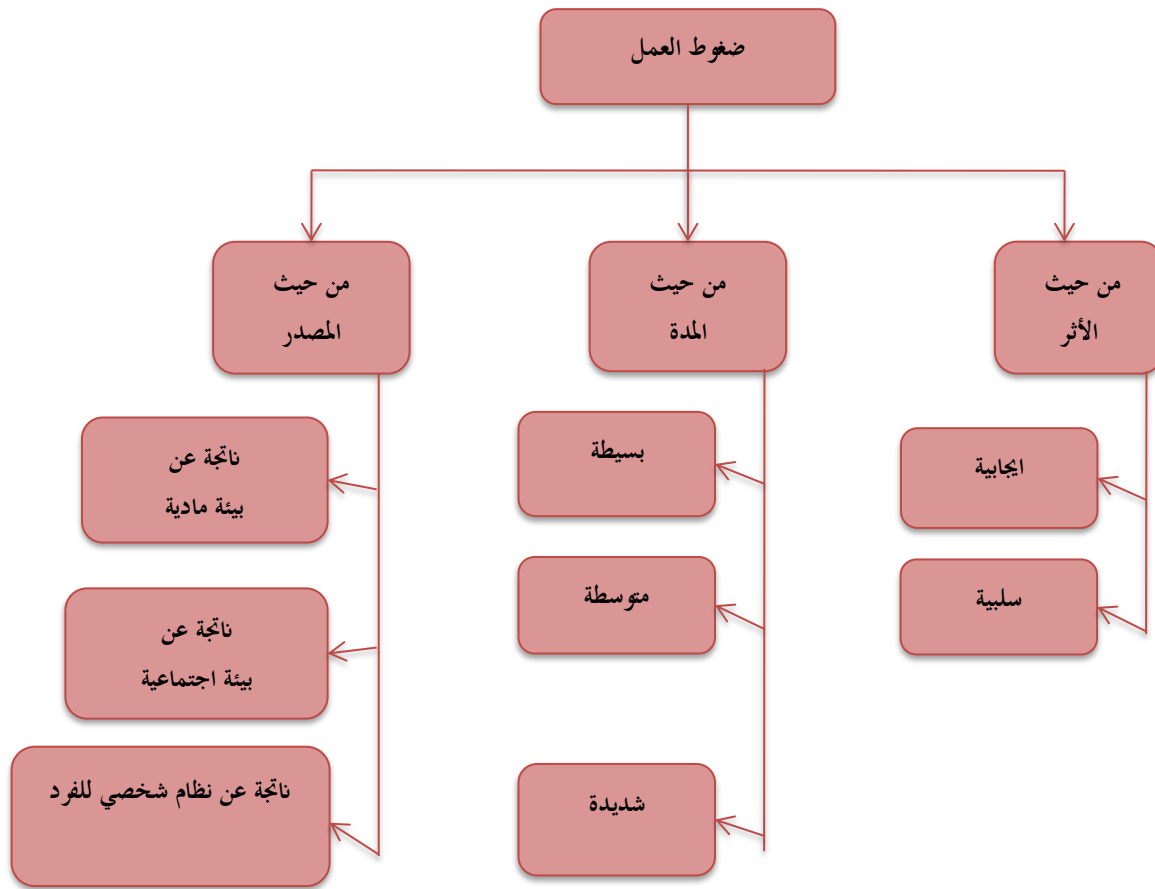 ضغوط العمل
من حيث
الأثر
من حيث
المدة
من حيث
المصدر
ايجابية
سلبية
بسيطة
متوسطة
شديدة
ناتجة عن
بيئة مادية
ناتجة عن
بيئة اجتماعية
ناتجة عن نظام شخصي للفرد